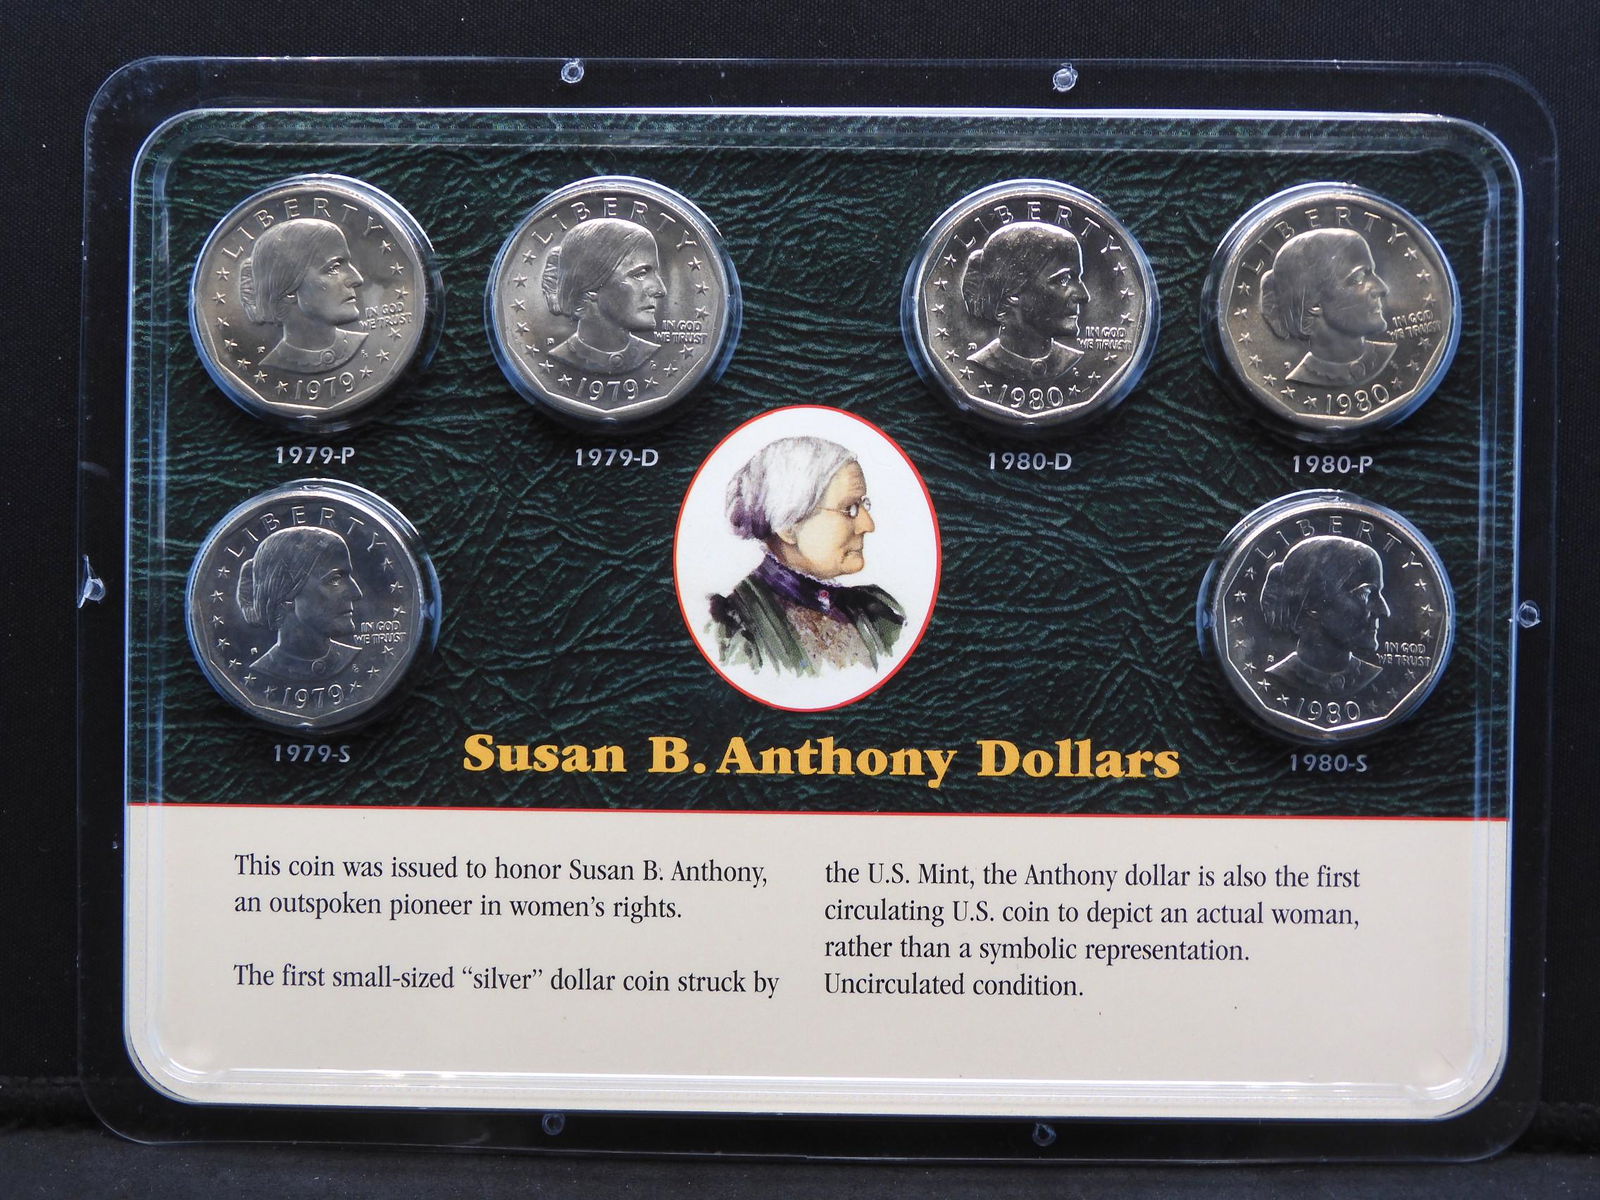 LIBERTY
IN GOD
WE TRUST
1979
LIBERTY
IN GOD
WE TRUST
1979
LIBERTY
IN GOD
WE TRUST
1980
LIBERTY
IN GOD
WE TRUST
1980
1979-P
1979-D
1980-D
1980-P
LIBERTY
IN GOD
WE TRUST
1979
LIBERTY
IN GOD
WE TRUST
1980
1979-S
1980-S
Susan B. Anthony Dollars
This coin was issued to honor Susan B. Anthony,
an outspoken pioneer in women's rights.
The first small-sized “silver” dollar coin struck by
the U.S. Mint, the Anthony dollar is also the first
circulating U.S. coin to depict an actual woman,
rather than a symbolic representation.
Uncirculated condition.